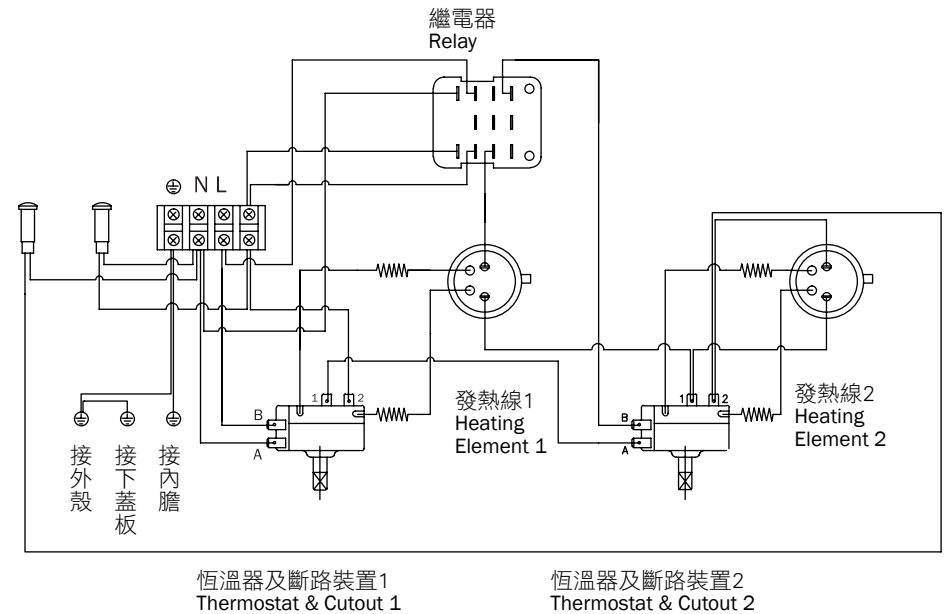 繼電器
Relay
N L
1
2
B
A
發熱線1
Heating
Element 1
1
2
B
A
發熱線2
Heating
Element 2
接外殼
接下蓋板
接內膽
恆溫器及斷路裝置1
Thermostat & Cutout 1
恆溫器及斷路裝置2
Thermostat & Cutout 2